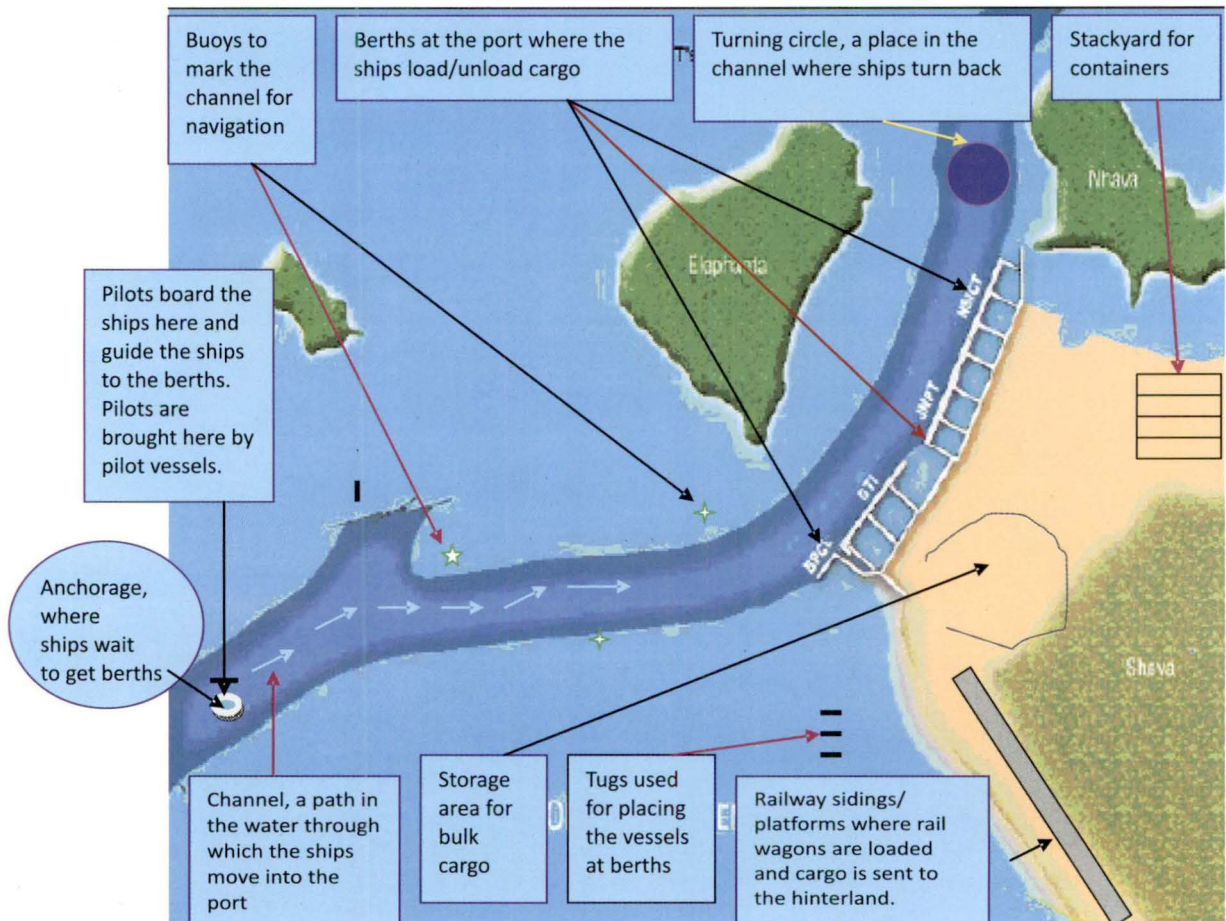 Buoys to
mark the
channel for
navigation
Berths at the port where the
ships load/unload cargo
Turning circle, a place in the
channel where ships turn back
Stackyard for
containers
Nhava
Elephanta
NSICT
JNPT
GTI
BPCL
Pilots board the
ships here and
guide the ships
to the berths.
Pilots are
brought here by
pilot vessels.
Anchorage,
where
ships wait
to get berths
Sheva
Channel, a path in
the water through
which the ships
move into the
port
Storage
area for
bulk
cargo
Tugs used
for placing
the vessels
at berths
Railway sidings/
platforms where rail
wagons are loaded
and cargo is sent to
the hinterland.